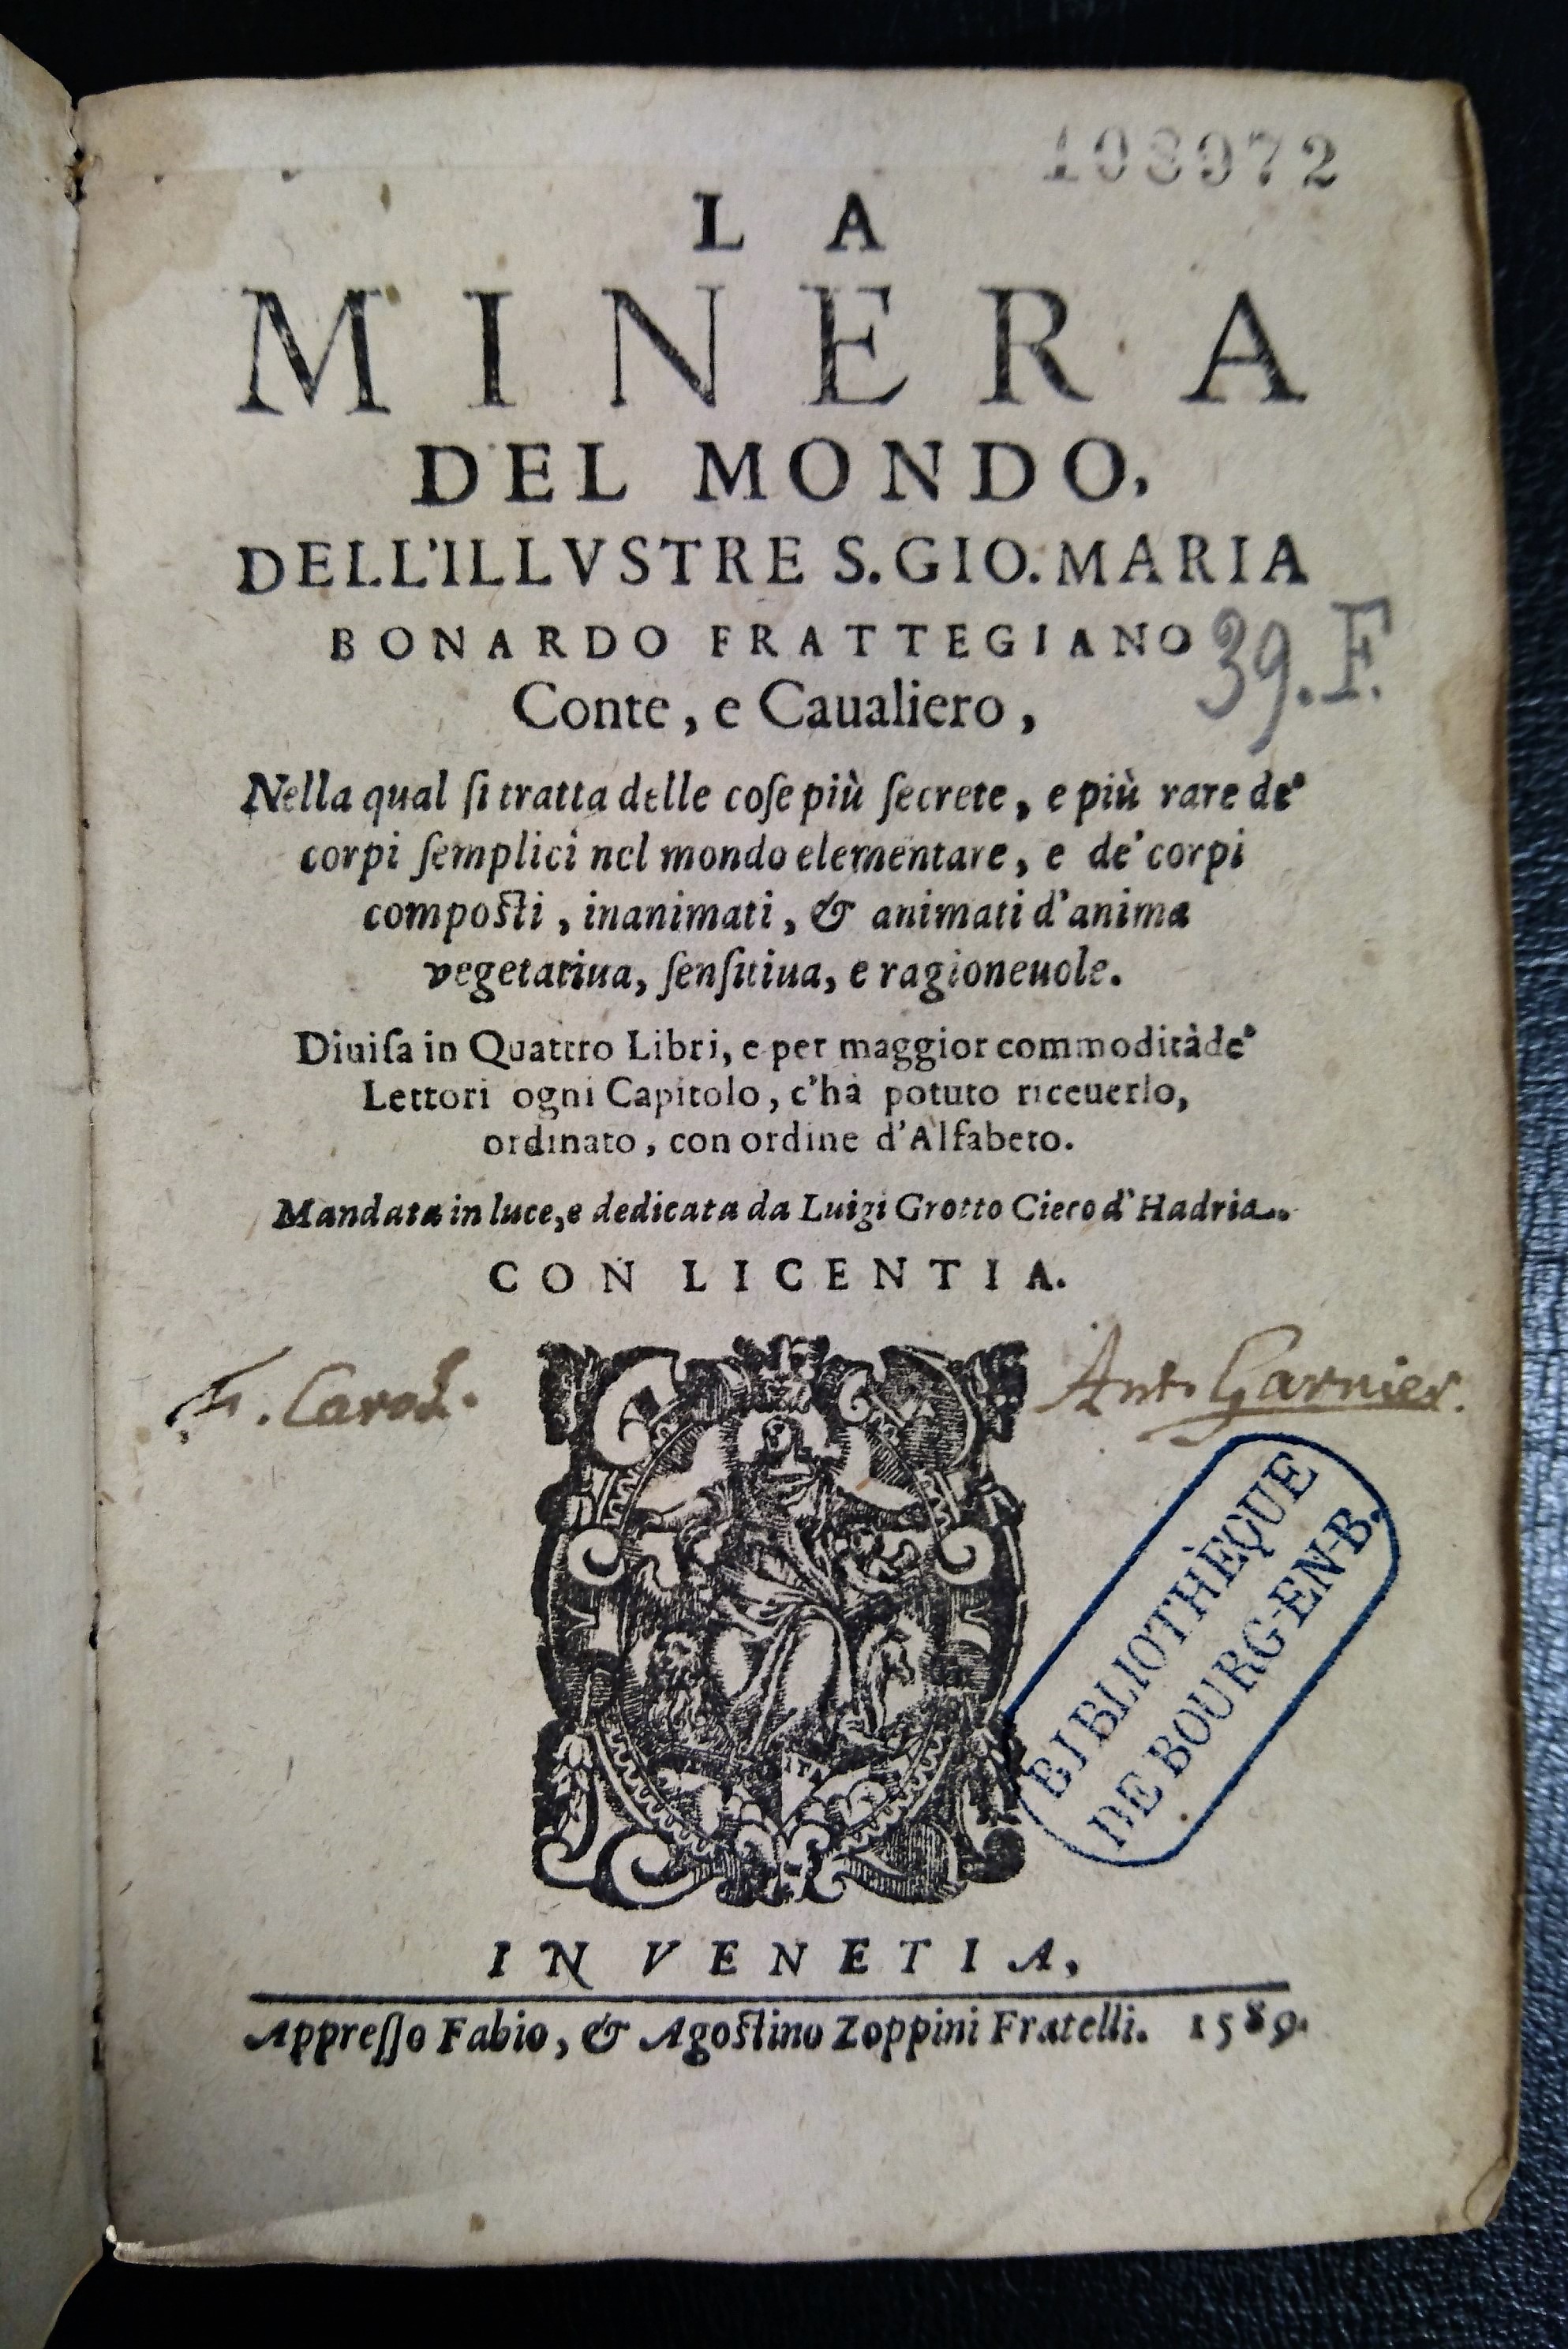 108972
LA
MINERA
DEL MONDO,
DELL'ILLVSTRE S. GIO. MARIA
BONARDO FRATTEGIANO
39. F.
Conte, e Caualiero,
Nella qual ſi tratta delle coſe più ſecrete, e più rare de'
corpi ſemplici nel mondo elementare, e de' corpi
compoſti, inanimati, & animati d'anima
vegetatiua, ſenſitiua, e ragioneuole.
Diuiſa in Quattro Libri, e per maggior commodità de'
Lettori ogni Capitolo, c'hà potuto riceuerlo,
ordinato, con ordine d'Alfabeto.
Mandata in luce, e dedicata da Luigi Grotto Cieco d'Hadria.
CON LICENTIA.
Ant. Garnier.
BIBLIOTHÈQUE
DE BOURG-EN-B.
IN VENETIA,
Appreſſo Fabio, & Agoſtino Zoppini Fratelli. 1589.